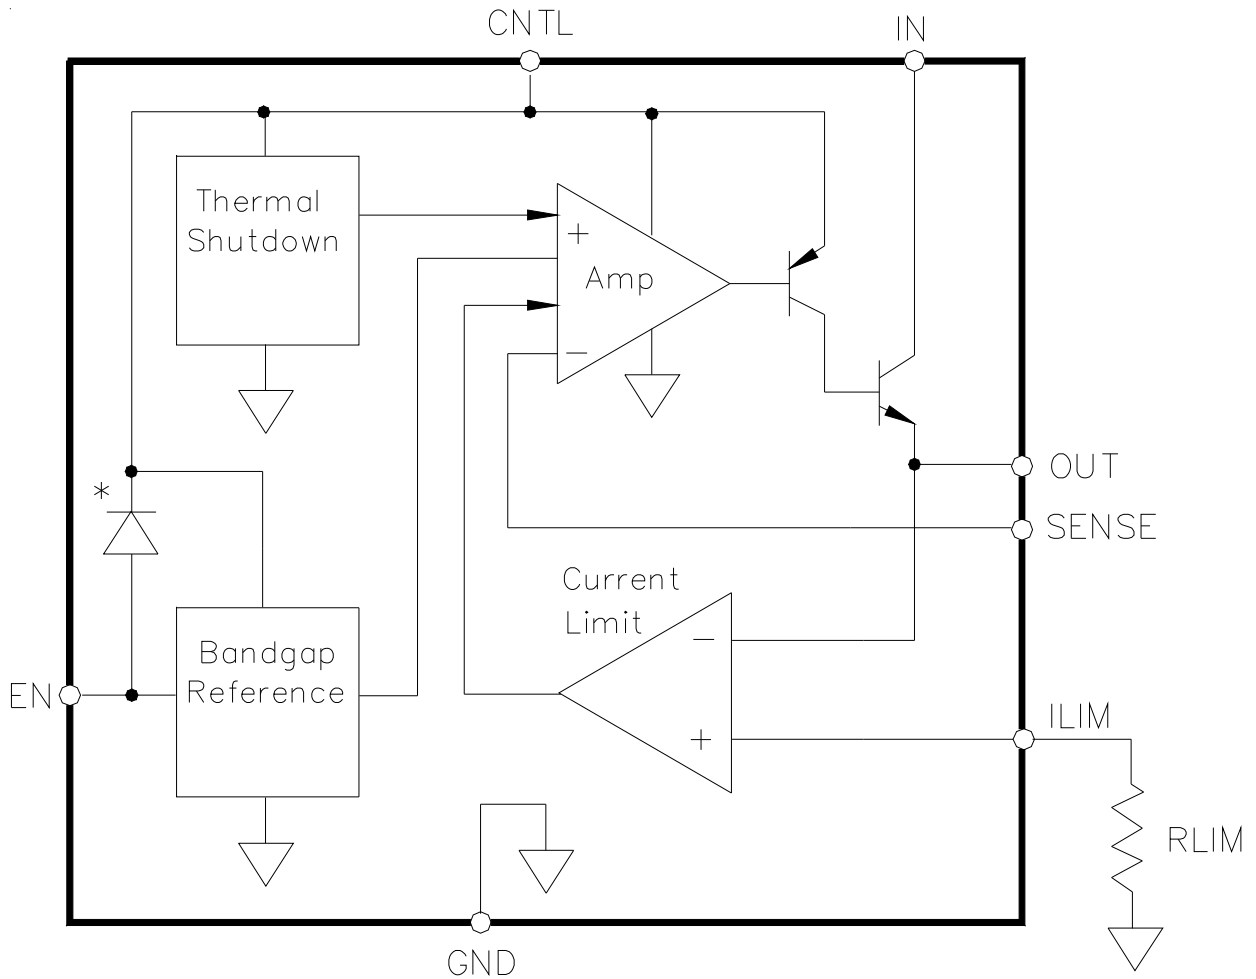 CNTL
IN
Thermal
Shutdown
+
Amp
−
OUT
*
SENSE
Current
Limit
−
Bandgap
Reference
EN
ILIM
+
RLIM
GND